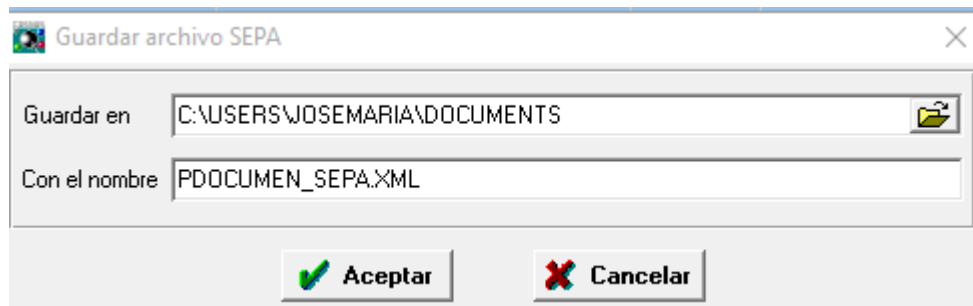 Guardar archivo SEPA
Guardar en C:\USERS\JOSEMARIA\DOCUMENTS
Con el nombre PDOCUMEN_SEPA.XML
Aceptar Cancelar